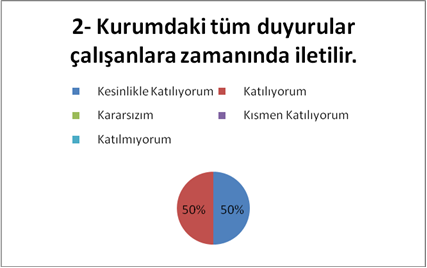 2- Kurumdaki tüm duyurular
çalışanlara zamanında iletilir.
Kesinlikle Katılıyorum
Katılıyorum
Kararsızım
Kısmen Katılıyorum
Katılmıyorum
50%
50%